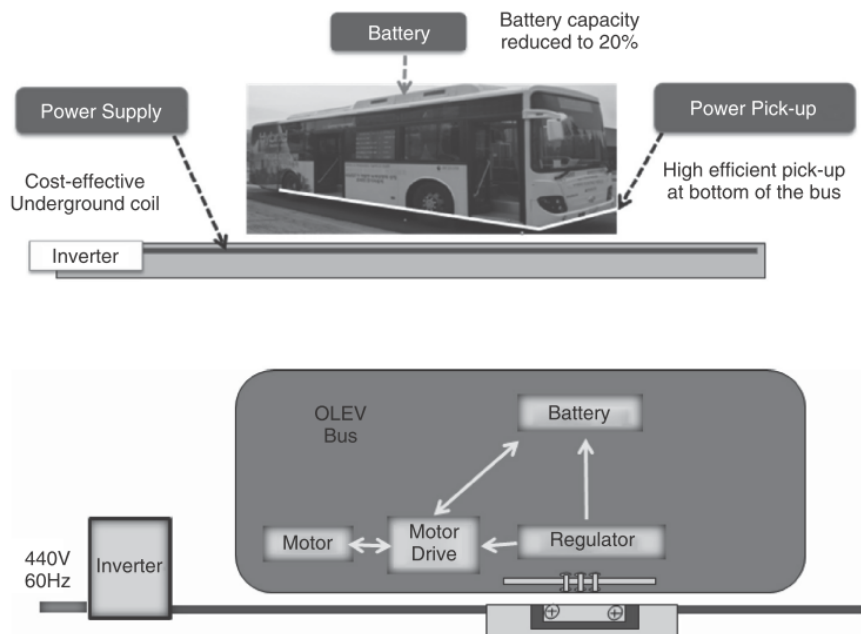 Battery
Battery capacity
reduced to 20%
Power Supply
Power Pick-up
Cost-effective
Underground coil
High efficient pick-up
at bottom of the bus
Inverter
OLEV
Bus
Battery
Motor
Motor
Drive
Regulator
440V
60Hz
Inverter